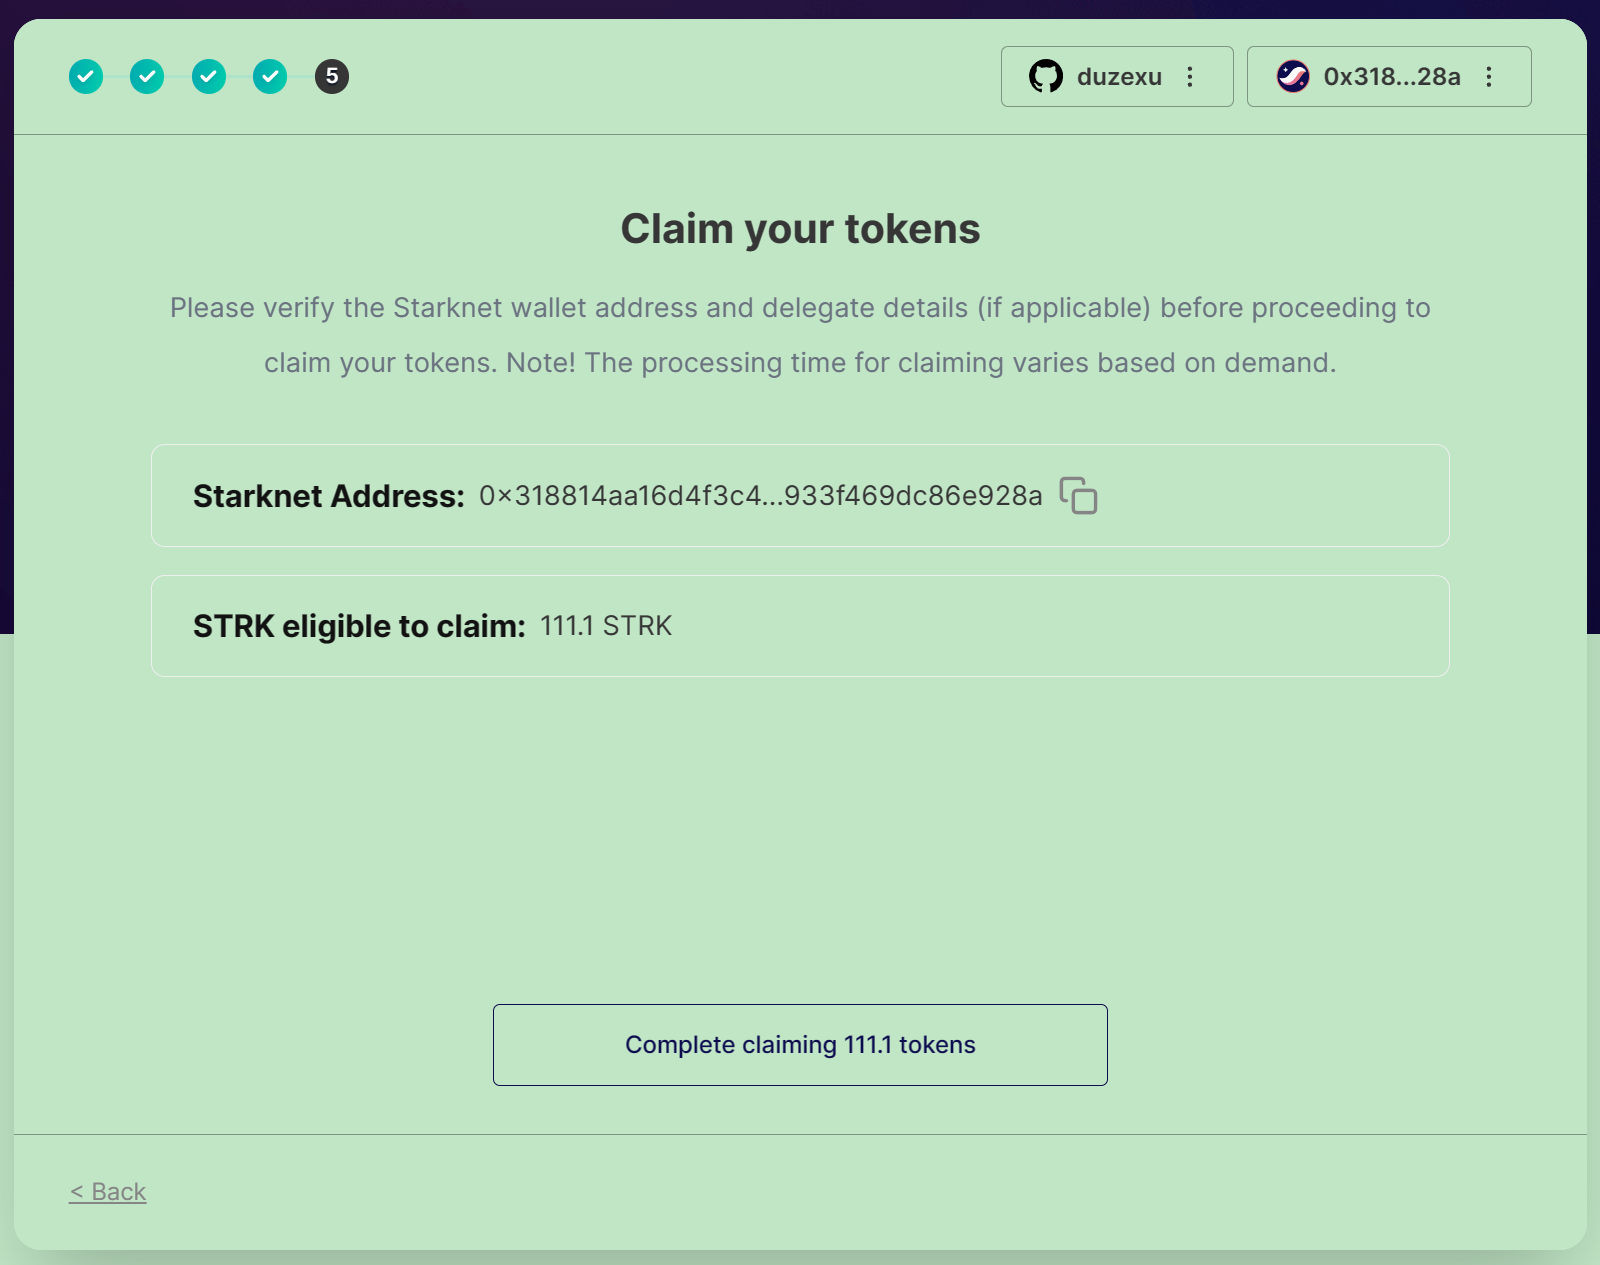 5
duzexu
0x318...28a
Claim your tokens
Please verify the Starknet wallet address and delegate details (if applicable) before proceeding to
claim your tokens. Note! The processing time for claiming varies based on demand.
Starknet Address: 0x318814aa16d4f3c4...933f469dc86e928a
STRK eligible to claim: 111.1 STRK
Complete claiming 111.1 tokens
< Back